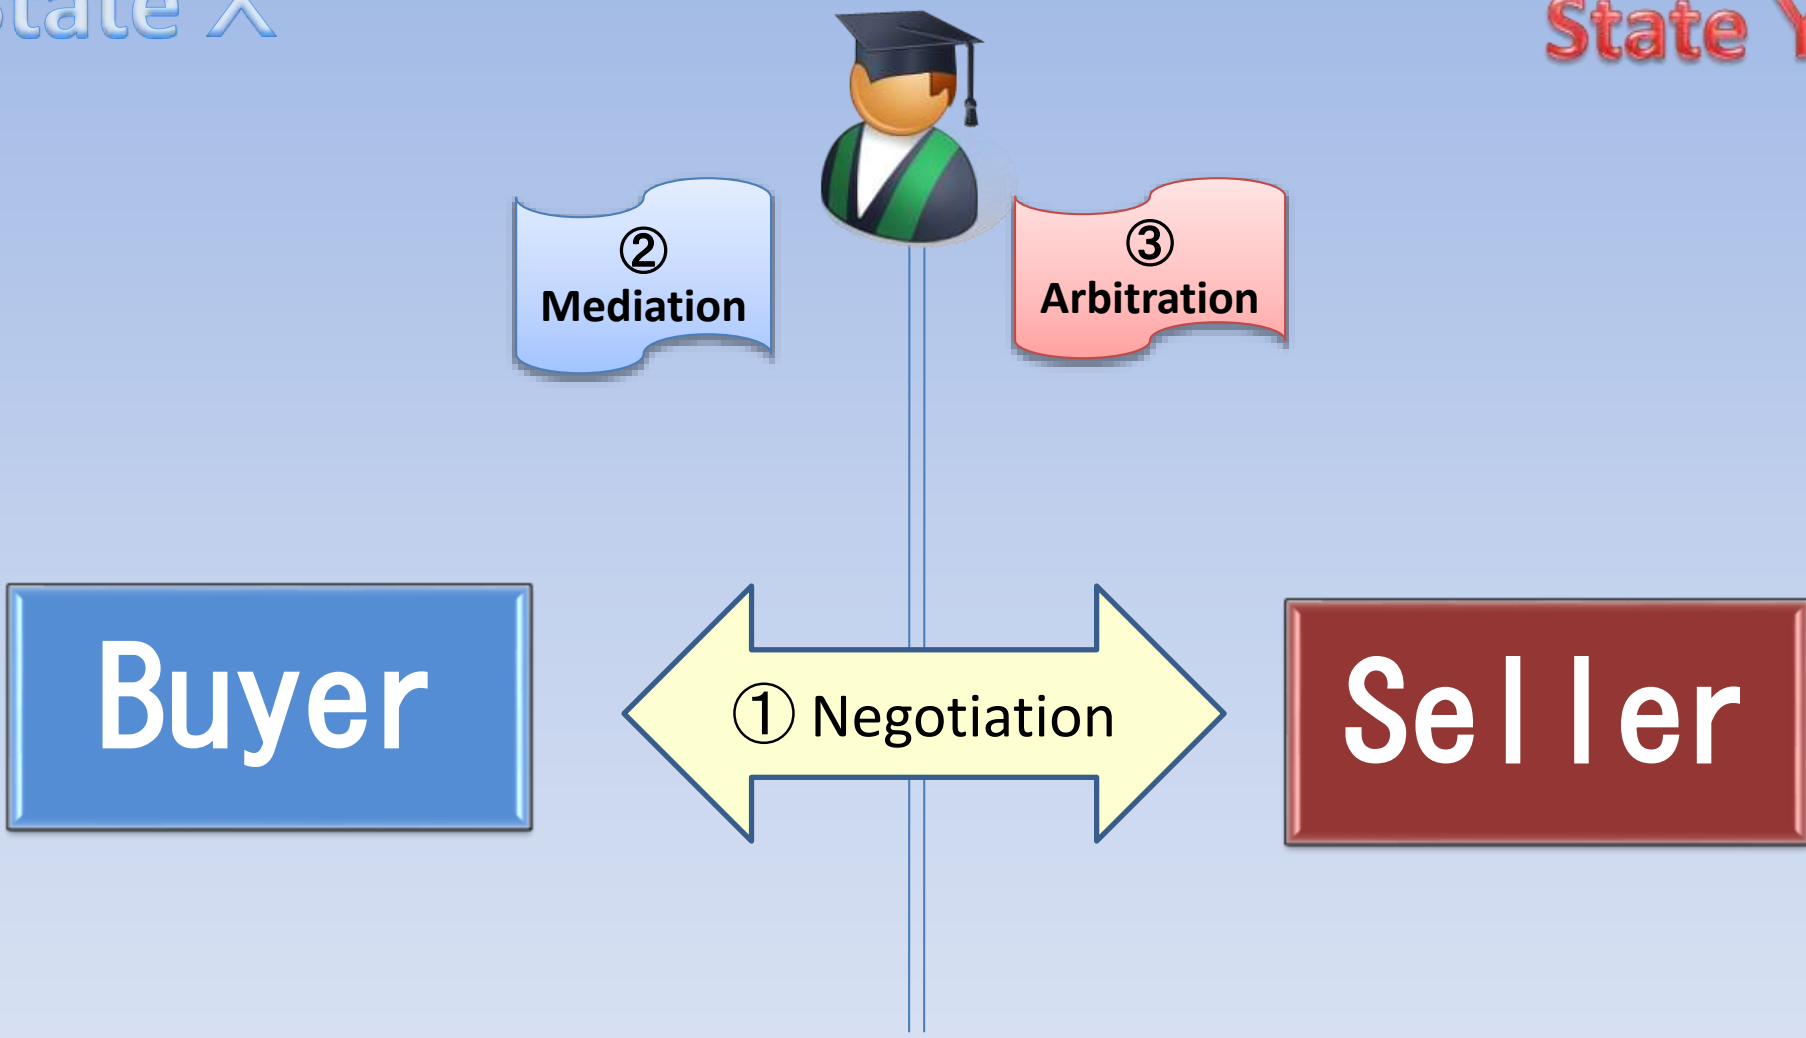 State X
State Y
②
Mediation
③
Arbitration
Buyer
① Negotiation
Seller